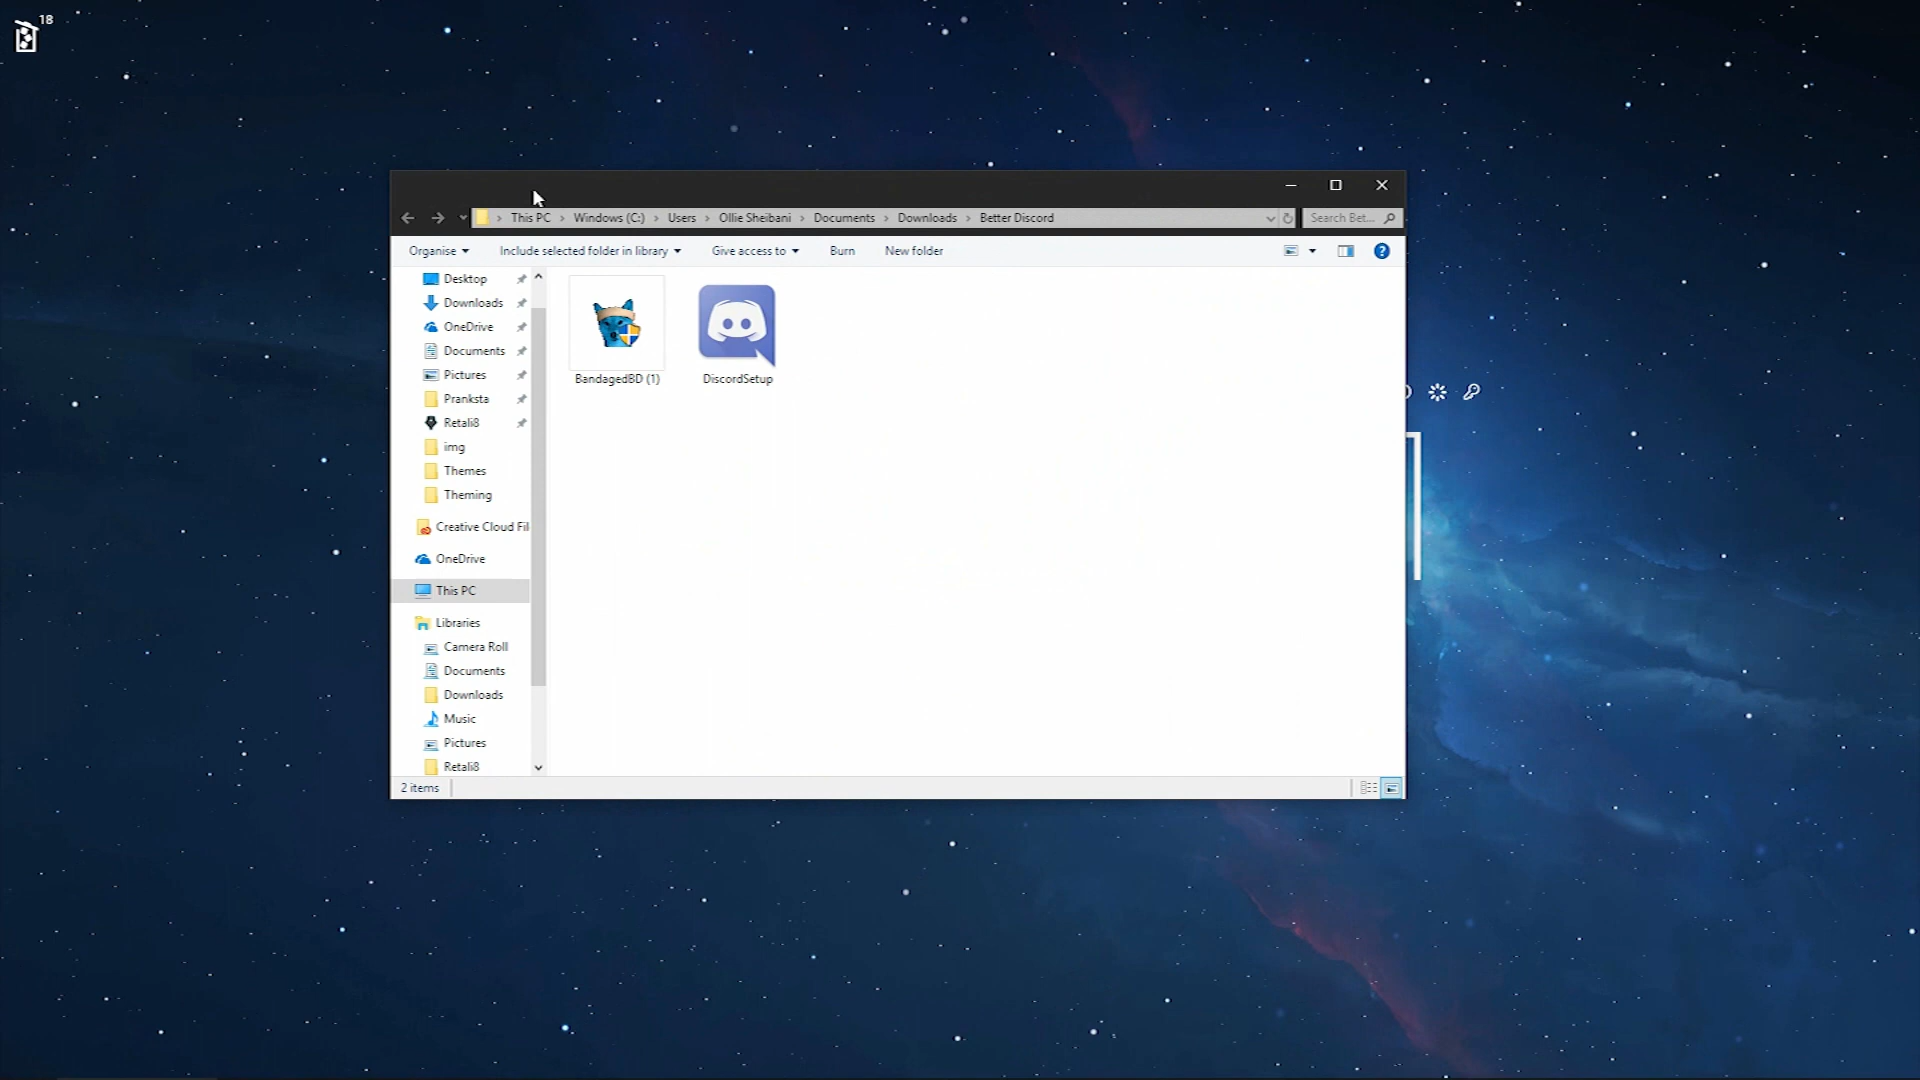 18
This PC › Windows (C:) › Users › Ollie Sheibani › Documents › Downloads › Better Discord
Search Bet...
Organise Include selected folder in library Give access to Burn New folder
Desktop
Downloads
OneDrive
Documents
Pictures
Pranksta
Retali8
img
Themes
Theming
Creative Cloud Fil
OneDrive
This PC
Libraries
Camera Roll
Documents
Downloads
Music
Pictures
Retali8
BandagedBD (1)
DiscordSetup
2 items